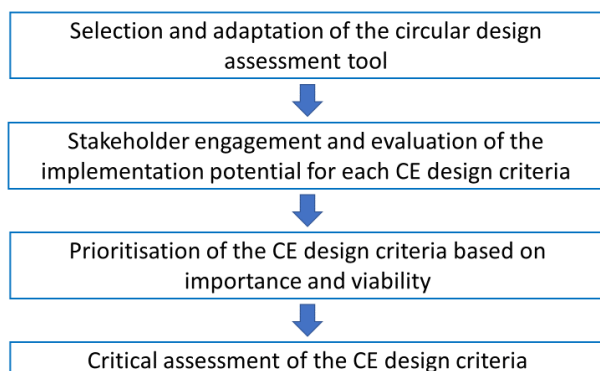 Selection and adaptation of the circular design
assessment tool
Stakeholder engagement and evaluation of the
implementation potential for each CE design criteria
Prioritisation of the CE design criteria based on
importance and viability
Critical assessment of the CE design criteria